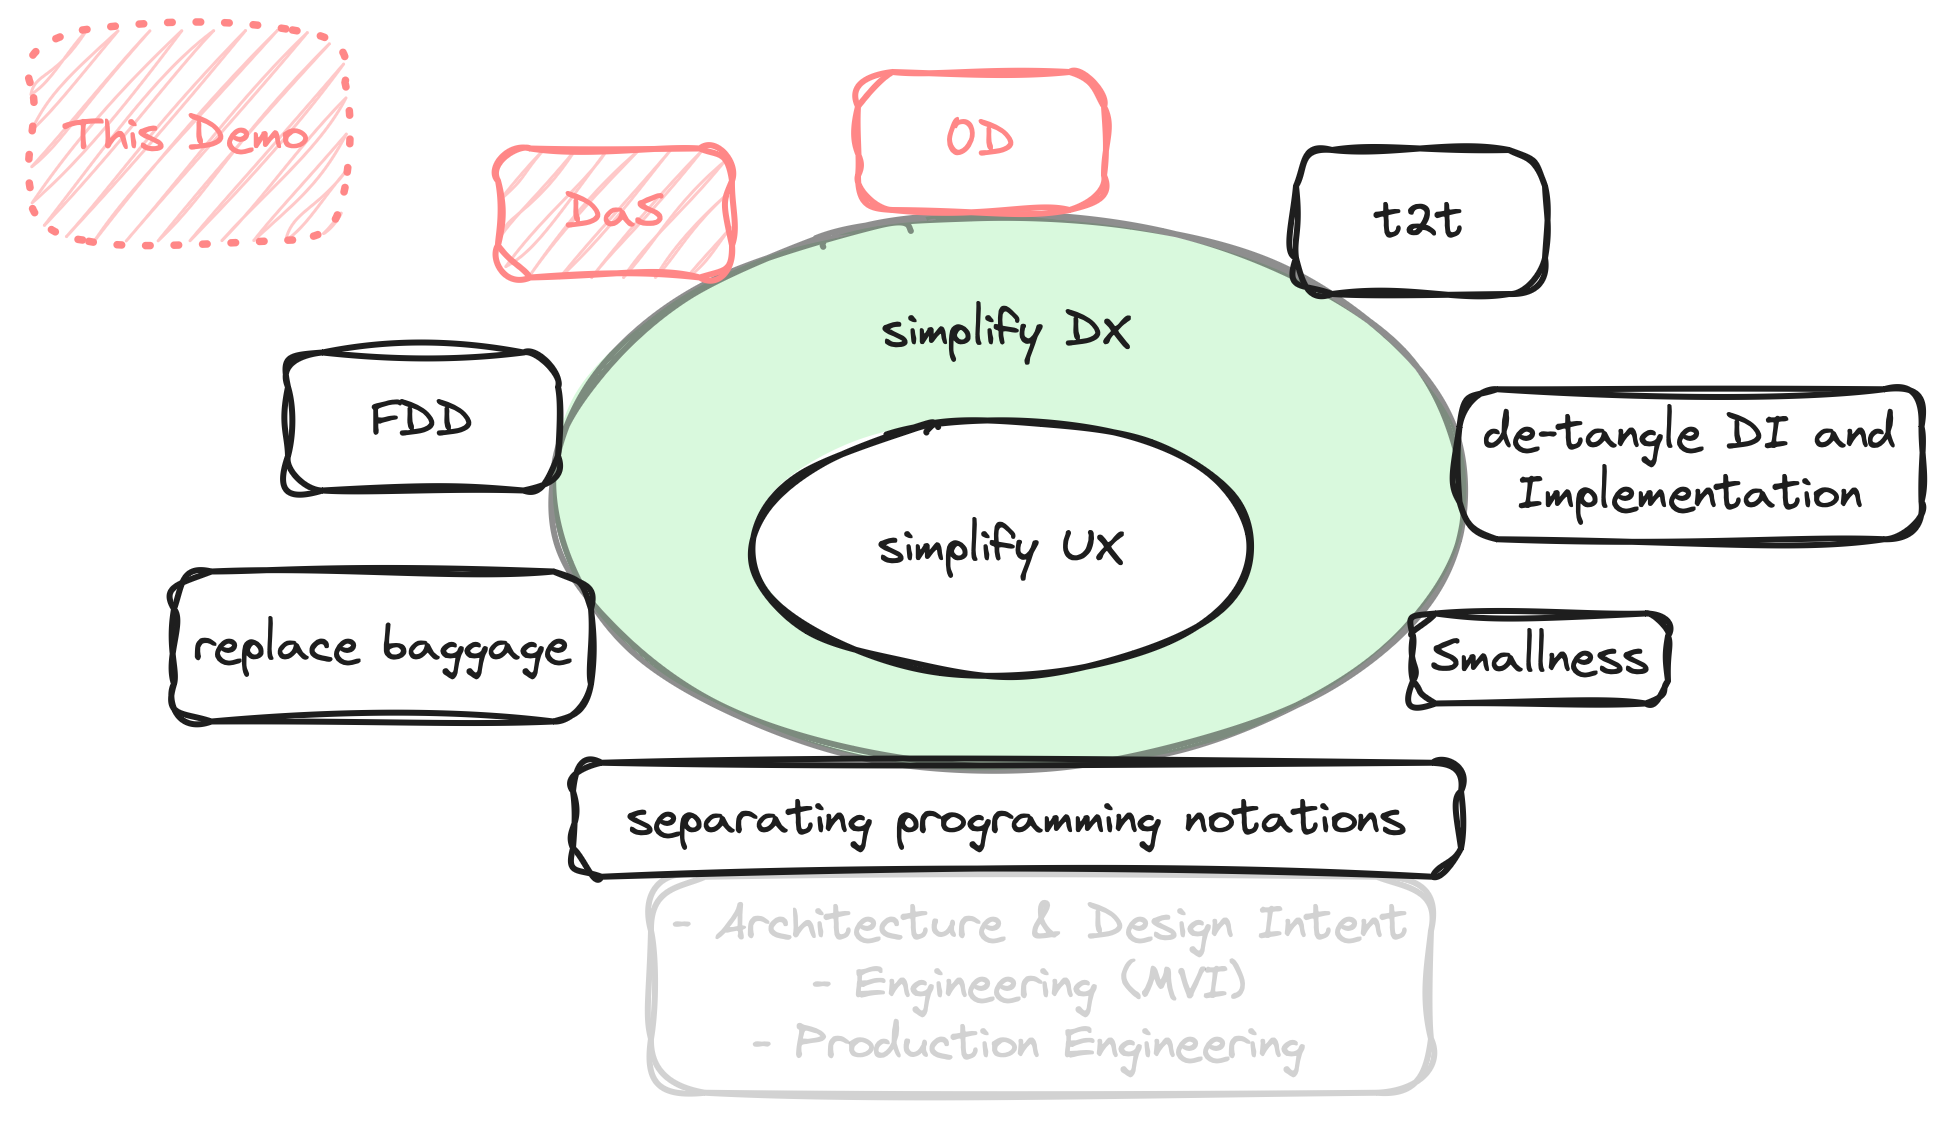 This Demo
OD
DaS
t2t
simplify DX
FDD
de-tangle DI and
Implementation
simplify UX
replace baggage
Smallness
separating programming notations
- Architecture & Design Intent
- Engineering (MVI)
- Production Engineering